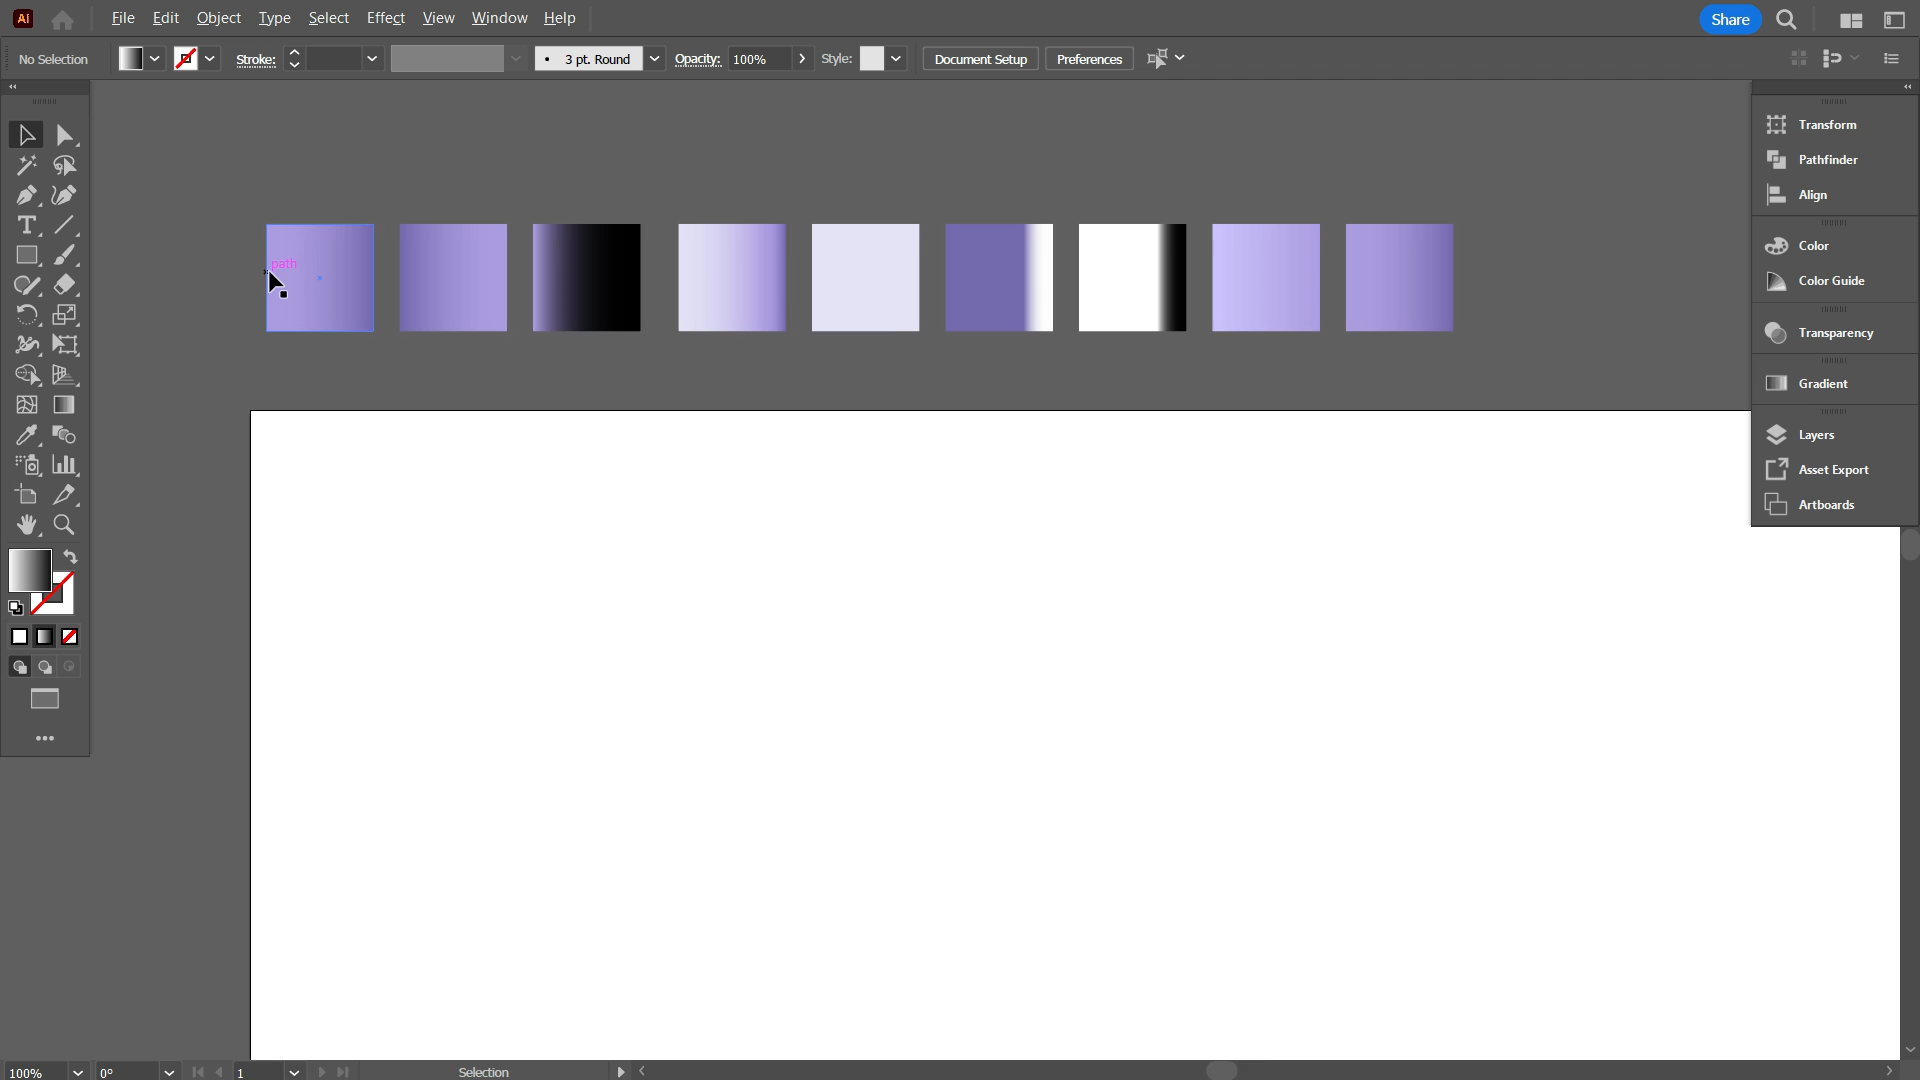 Ai File Edit Object Type Select Effect View Window Help Share
No Selection Stroke: 3 pt. Round Opacity: 100% Style: Document Setup Preferences
Transform
Pathfinder
Align
Color
Color Guide
path
Transparency
Gradient
Layers
Asset Export
Artboards
100% 0° 1 Selection